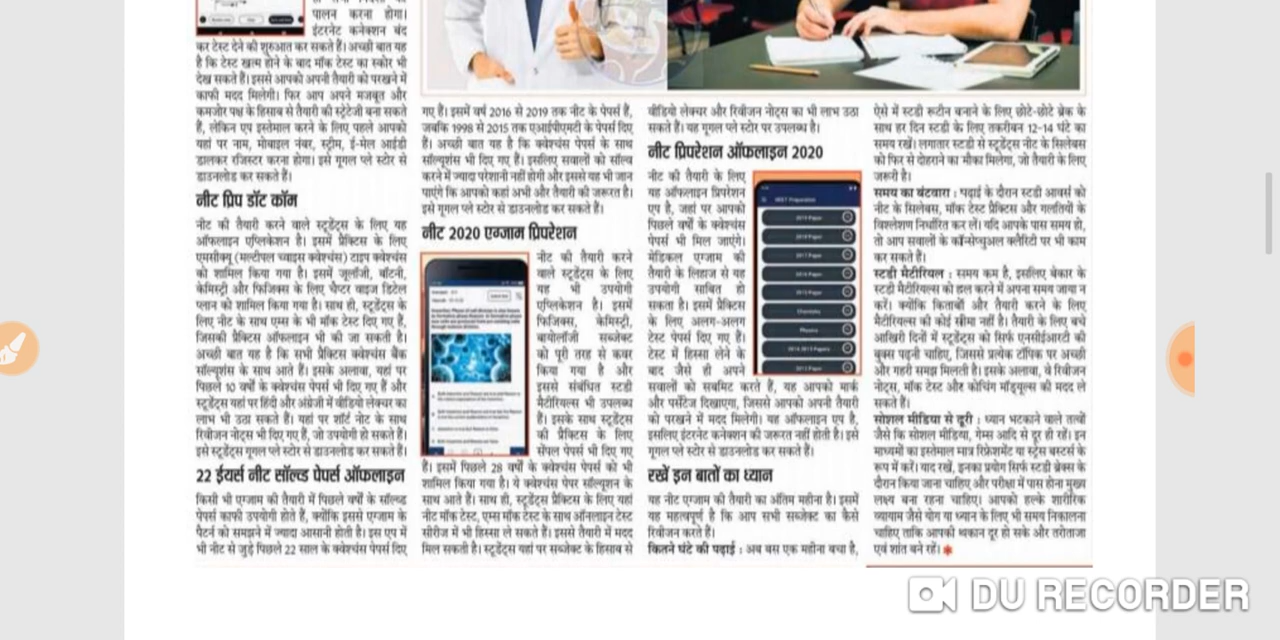 पालन करना होगा।
इंटरनेट कनेक्शन बंद
कर टेस्ट देने की शुरुआत कर सकते हैं। अच्छी बात यह
है कि टेस्ट खत्म होने के बाद मॉक टेस्ट का स्कोर भी
देख सकते हैं। इससे आपको अपनी तैयारी को परखने में
काफी मदद मिलेगी। फिर आप अपने मजबूत और
कमजोर पक्ष के हिसाब से तैयारी की स्ट्रेटेजी बना सकते
हैं, लेकिन एप इस्तेमाल करने के लिए पहले आपको
यहां पर नाम, मोबाइल नंबर, स्ट्रीम, ई-मेल आईडी
डालकर रजिस्टर करना होगा। इसे गूगल प्ले स्टोर से
डाउनलोड कर सकते हैं।
नीट प्रिप डॉट कॉम
नीट की तैयारी करने वाले स्टूडेंट्स के लिए यह
ऑफलाइन एप्लिकेशन है। इसमें प्रैक्टिस के लिए
एमसीक्यू (मल्टीपल च्वाइस क्वेश्चंस) टाइप क्वेश्चंस
को शामिल किया गया है। इसमें जूलॉजी, बॉटनी,
केमिस्ट्री और फिजिक्स के लिए चैप्टर वाइज डिटेल
प्लान को शामिल किया गया है। साथ ही, स्टूडेंट्स के
लिए नीट के साथ एम्स के भी मॉक टेस्ट दिए गए हैं,
जिसकी प्रैक्टिस ऑफलाइन भी की जा सकती है।
अच्छी बात यह है कि सभी प्रैक्टिस क्वेश्चंस बैंक
सॉल्यूशंस के साथ आते हैं। इसके अलावा, यहां पर
पिछले 10 वर्षों के क्वेश्चंस पेपर्स भी दिए गए हैं और
स्टूडेंट्स यहां पर हिंदी और अंग्रेजी में वीडियो लेक्चर का
लाभ भी उठा सकते हैं। यहां पर शॉर्ट नोट के साथ
रिवीजन नोट्स भी दिए गए हैं, जो उपयोगी हो सकते हैं।
इसे स्टूडेंट्स गूगल प्ले स्टोर से डाउनलोड कर सकते हैं।
22 ईयर्स नीट सॉल्व्ड पेपर्स ऑफलाइन
किसी भी एग्जाम की तैयारी में पिछले वर्षों के सॉल्व्ड
पेपर्स काफी उपयोगी होते हैं, क्योंकि इससे एग्जाम के
पैटर्न को समझने में ज्यादा आसानी होती है। इस एप में
भी नीट से जुड़े पिछले 22 साल के क्वेश्चंस पेपर्स दिए
गए हैं। इसमें वर्ष 2016 से 2019 तक नीट के पेपर्स हैं,
जबकि 1998 से 2015 तक एआईपीएमटी के पेपर्स दिए
हैं। अच्छी बात यह है कि क्वेश्चंस पेपर्स के साथ
सॉल्यूशंस भी दिए गए हैं। इसलिए सवालों को सॉल्व
करने में ज्यादा परेशानी नहीं होगी और इससे यह भी जान
पाएंगे कि आपको कहां अभी और तैयारी की जरूरत है।
इसे गूगल प्ले स्टोर से डाउनलोड कर सकते हैं।
नीट 2020 एग्जाम प्रिपरेशन
नीट की तैयारी करने
वाले स्टूडेंट्स के लिए
यह भी उपयोगी
एप्लिकेशन है। इसमें
फिजिक्स, केमिस्ट्री,
बायोलॉजी सब्जेक्ट
को पूरी तरह से कवर
किया गया है और
इससे संबंधित स्टडी
मैटीरियल्स भी उपलब्ध
हैं। इसके साथ स्टूडेंट्स
की प्रैक्टिस के लिए
सेंपल पेपर्स भी दिए गए
हैं। इसमें पिछले 28 वर्षों के क्वेश्चंस पेपर्स को भी
शामिल किया गया है। ये क्वेश्चंस पेपर सॉल्यूशन के
साथ आते हैं। साथ ही, स्टूडेंट्स प्रैक्टिस के लिए यहां
नीट मॉक टेस्ट, एम्स मॉक टेस्ट के साथ ऑनलाइन टेस्ट
सीरीज में भी हिस्सा ले सकते हैं। इससे तैयारी में मदद
मिल सकती है। स्टूडेंट्स यहां पर सब्जेक्ट के हिसाब से
वीडियो लेक्चर और रिवीजन नोट्स का भी लाभ उठा
सकते हैं। यह गूगल प्ले स्टोर पर उपलब्ध है।
नीट प्रिपरेशन ऑफलाइन 2020
नीट की तैयारी के लिए
यह ऑफलाइन प्रिपरेशन
एप है, जहां पर आपको
पिछले वर्षों के क्वेश्चंस
पेपर्स भी मिल जाएंगे।
मेडिकल एग्जाम की
तैयारी के लिहाज से यह
उपयोगी साबित हो
सकता है। इसमें प्रैक्टिस
के लिए अलग-अलग
टेस्ट पेपर्स दिए गए हैं।
टेस्ट में हिस्सा लेने के
बाद जैसे ही अपने
सवालों को सबमिट करते हैं, यह आपको मार्क
और पर्सेंटेज दिखाएगा, जिससे आपको अपनी तैयारी
को परखने में मदद मिलेगी। यह ऑफलाइन एप है,
इसलिए इंटरनेट कनेक्शन की जरूरत नहीं होती है। इसे
गूगल प्ले स्टोर से डाउनलोड कर सकते हैं।
रखें इन बातों का ध्यान
यह नीट एग्जाम की तैयारी का अंतिम महीना है। इसमें
यह महत्वपूर्ण है कि आप सभी सब्जेक्ट का कैसे
रिवीजन करते हैं।
कितने घंटे की पढ़ाई : अब बस एक महीना बचा है,
ऐसे में स्टडी रूटीन बनाने के लिए छोटे-छोटे ब्रेक के
साथ हर दिन स्टडी के लिए तकरीबन 12-14 घंटे का
समय रखें। लगातार स्टडी से स्टूडेंट्स नीट के सिलेबस
को फिर से दोहराने का मौका मिलेगा, जो तैयारी के लिए
जरूरी है।
समय का बंटवारा : पढ़ाई के दौरान स्टडी आवर्स को
नीट के सिलेबस, मॉक टेस्ट प्रैक्टिस और गलतियों के
विश्लेषण निर्धारित कर लें। यदि आपके पास समय हो,
तो आप सवालों के कॉन्सेप्चुअल क्लैरिटी पर भी काम
कर सकते हैं।
स्टडी मैटीरियल : समय कम है, इसलिए बेकार के
स्टडी मैटीरियल्स को हल करने में अपना समय जाया न
करें। क्योंकि किताबों और तैयारी करने के लिए
मैटीरियल्स की कोई सीमा नहीं है। तैयारी के लिए बचे
आखिरी दिनों में स्टूडेंट्स को सिर्फ एनसीईआरटी की
बुक्स पढ़नी चाहिए, जिससे प्रत्येक टॉपिक पर अच्छी
और गहरी समझ मिलती है। इसके अलावा, वे रिवीजन
नोट्स, मॉक टेस्ट और कोचिंग मॉड्यूल्स की मदद ले
सकते हैं।
सोशल मीडिया से दूरी : ध्यान भटकाने वाले तत्वों
जैसे कि सोशल मीडिया, गेम्स आदि से दूर ही रहें। इन
माध्यमों का इस्तेमाल मात्र रिफ्रेशमेंट या स्ट्रेस बस्टर्स के
रूप में करें। याद रखें, इनका प्रयोग सिर्फ स्टडी ब्रेक्स के
दौरान किया जाना चाहिए और परीक्षा में पास होना मुख्य
लक्ष्य बना रहना चाहिए। आपको हल्के शारीरिक
व्यायाम जैसे योग या ध्यान के लिए भी समय निकालना
चाहिए ताकि आपकी थकान दूर हो सके और तरोताजा
एवं शांत बने रहें।
DU RECORDER